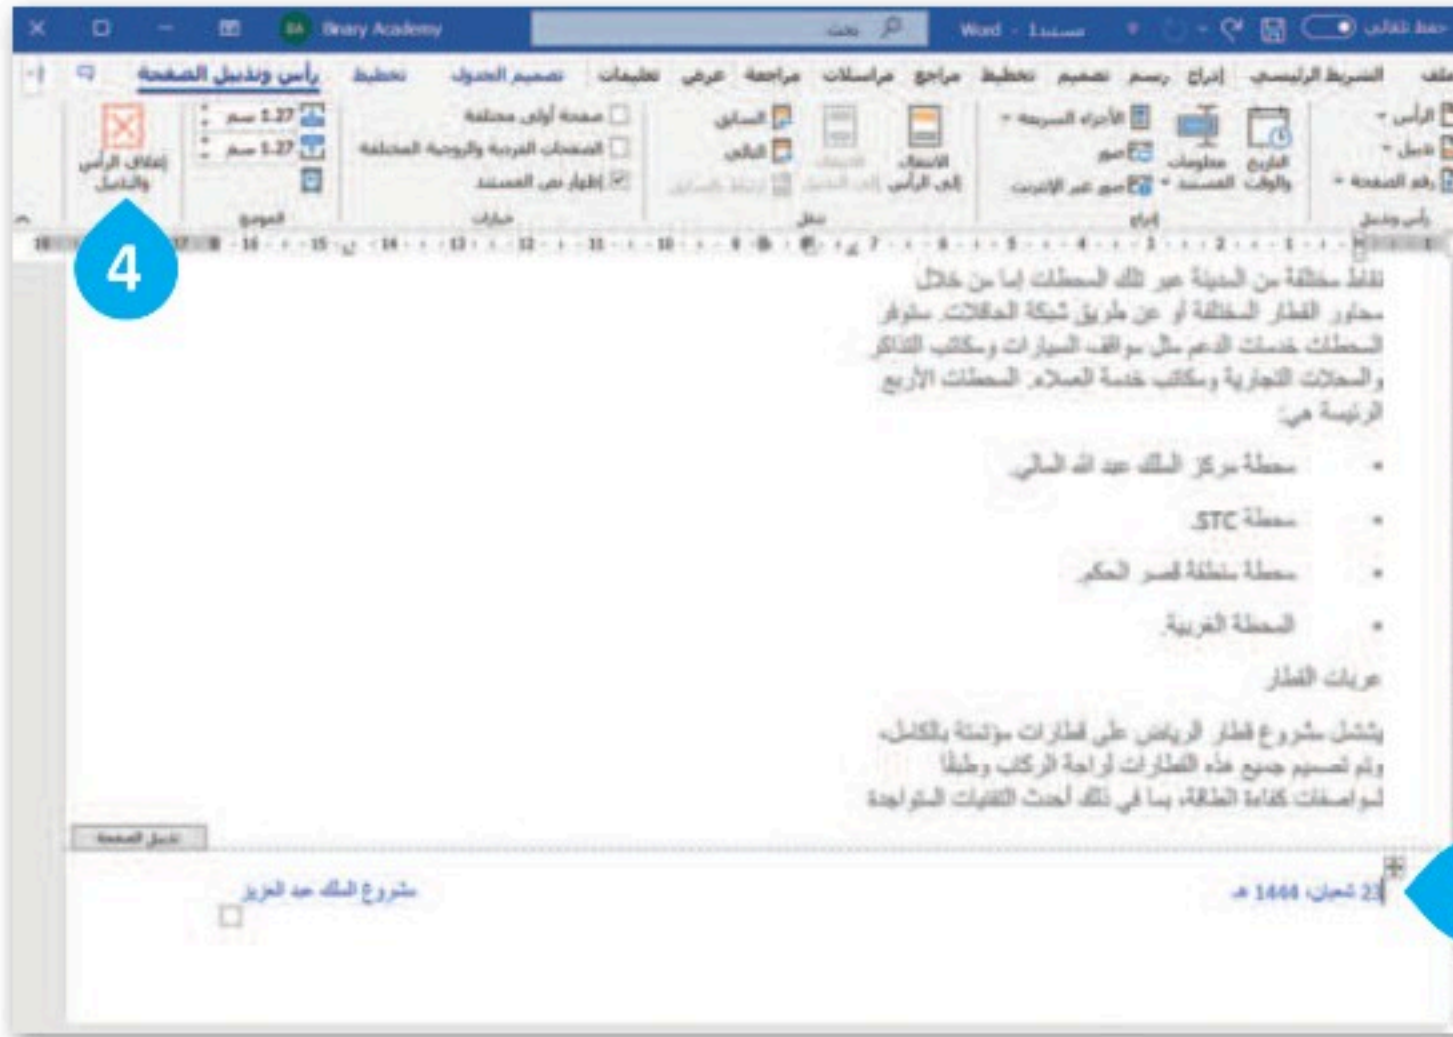 حفظ تلقائي
مستند1 - Word
بحث
Binary Academy
BA
ملف الشريط الرئيسي إدراج رسم تصميم تخطيط مراجع مراسلات مراجعة عرض تعليمات تصميم الجدول تخطيط رأس وتذييل الصفحة
الرأس
تذييل
رقم الصفحة
رأس وتذييل
التاريخ والوقت
معلومات المستند
الأجزاء السريعة
صور
صور عبر الإنترنت
إدراج
الانتقال إلى الرأس
الانتقال إلى التذييل
السابق
التالي
ارتباط بالسابق
تنقل
صفحة أولى مختلفة
الصفحات الفردية والزوجية المختلفة
إظهار نص المستند
خيارات
1.27 سم
1.27 سم
الموضع
إغلاق الرأس
والتذييل
4
نقاط مختلفة من المدينة عبر تلك المحطات إما من خلال
محاور القطار المختلفة أو عن طريق شبكة الحافلات. ستوفر
المحطات خدمات الدعم مثل مواقف السيارات ومكاتب التذاكر
والمحلات التجارية ومكاتب خدمة العملاء. المحطات الأربع
الرئيسة هي:
• محطة مركز الملك عبد الله المالي.
• محطة STC.
• محطة منطقة قصر الحكم.
• المحطة الغربية.
عربات القطار
يشتمل مشروع قطار الرياض على قطارات مؤتمتة بالكامل،
وتم تصميم جميع هذه القطارات لراحة الركاب وطبقًا
لمواصفات كفاءة الطاقة، بما في ذلك أحدث التقنيات المتواجدة
تذييل الصفحة
23 شعبان، 1444 هـ
مشروع الملك عبد العزيز